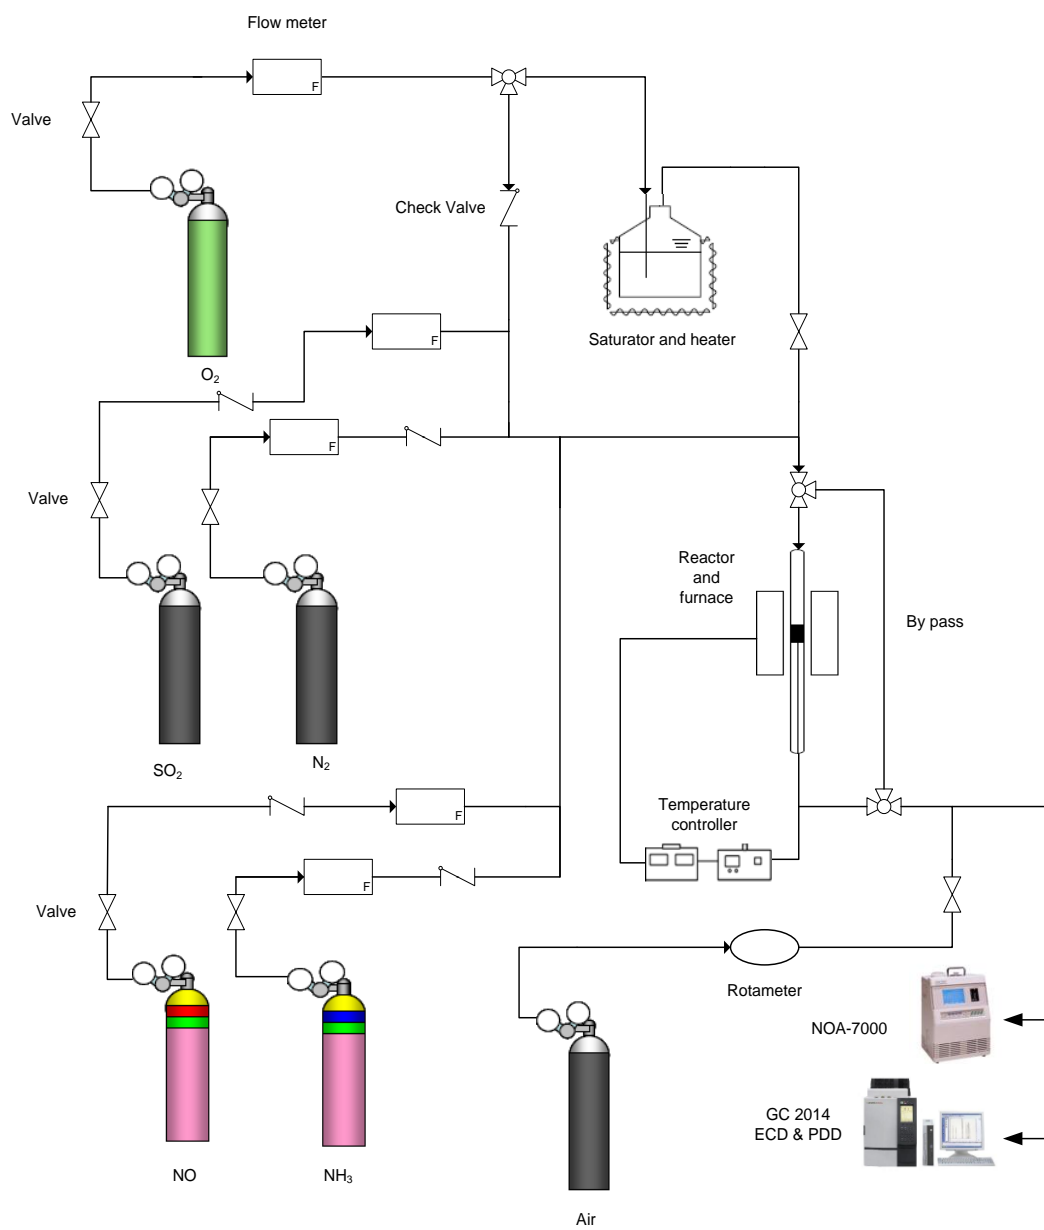 Flow meter
F
Valve
Check Valve
O₂
F
Saturator and heater
F
Valve
Reactor
and
furnace
By pass
SO₂
N₂
F
Temperature
controller
F
Valve
Rotameter
NOA-7000
GC 2014
ECD & PDD
NO
NH₃
Air